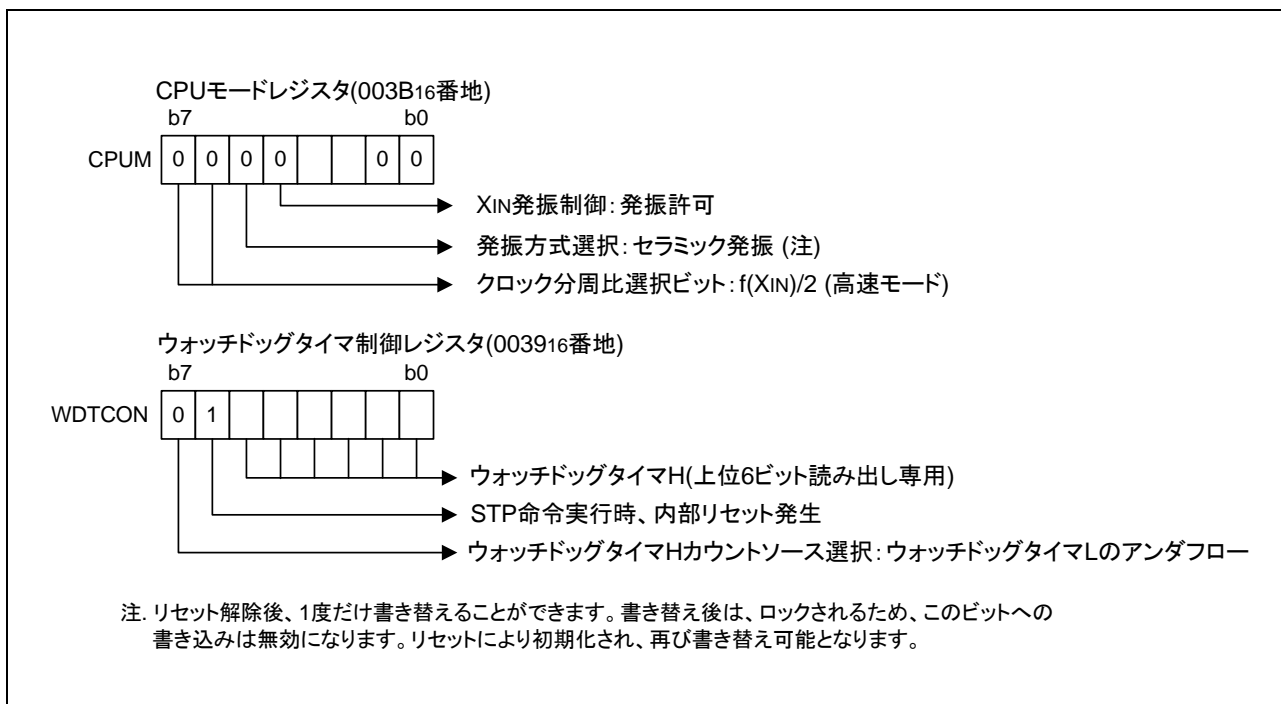 CPUモードレジスタ(003B16番地)
b7 b0
CPUM 0 0 0 0 0 0
XIN発振制御：発振許可
発振方式選択：セラミック発振 (注)
クロック分周比選択ビット：f(XIN)/2 (高速モード)
ウォッチドッグタイマ制御レジスタ(003916番地)
b7 b0
WDTCON 0 1
ウォッチドッグタイマH(上位6ビット読み出し専用)
STP命令実行時、内部リセット発生
ウォッチドッグタイマHカウントソース選択：ウォッチドッグタイマLのアンダフロー
注. リセット解除後、1度だけ書き替えることができます。書き替え後は、ロックされるため、このビットへの
書き込みは無効になります。リセットにより初期化され、再び書き替え可能となります。